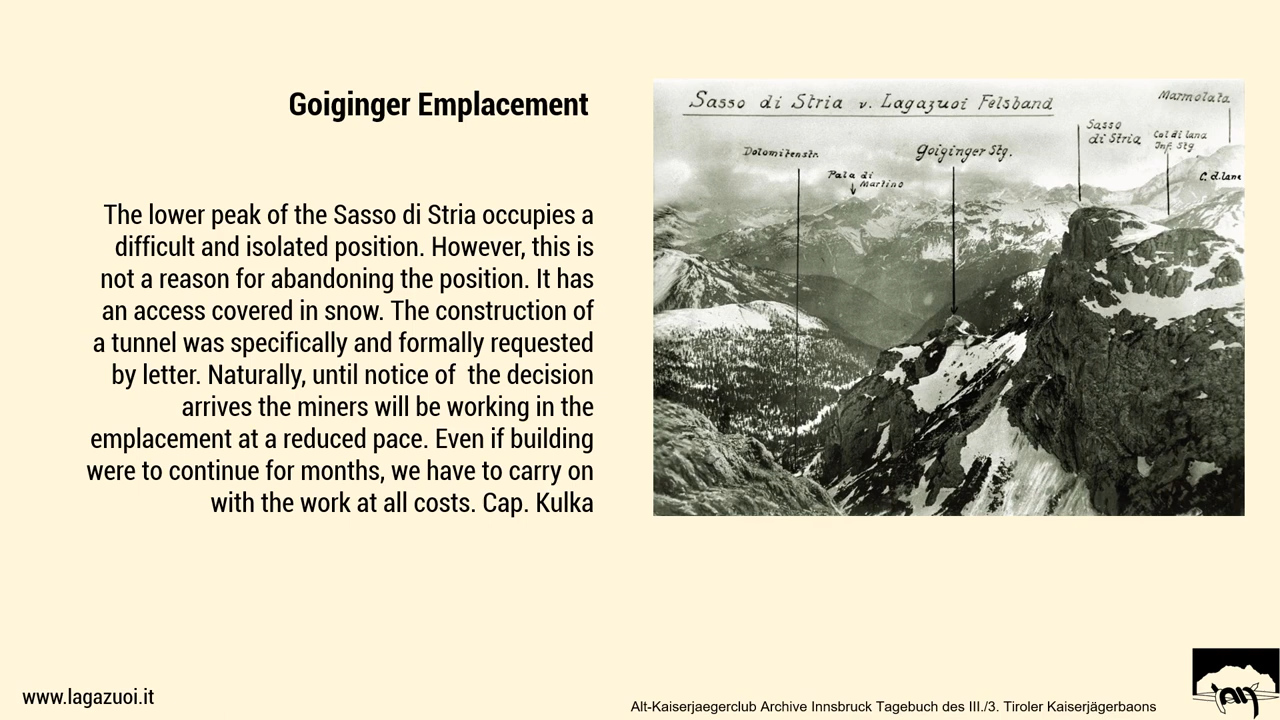 Goiginger Emplacement
The lower peak of the Sasso di Stria occupies a
difficult and isolated position. However, this is
not a reason for abandoning the position. It has
an access covered in snow. The construction of
a tunnel was specifically and formally requested
by letter. Naturally, until notice of  the decision
arrives the miners will be working in the
emplacement at a reduced pace. Even if building
were to continue for months, we have to carry on
with the work at all costs. Cap. Kulka
Sasso di Stria v. Lagazuoi Felsband
Marmolata
Dolomitenstr.
Pala di
Martino
Goiginger Stg.
Sasso
di Stria
Col di lana
Inf. Stg
C. d. lana
www.lagazuoi.it
Alt-Kaiserjaegerclub Archive Innsbruck Tagebuch des III./3. Tiroler Kaiserjägerbaons